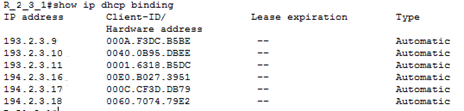 R_2_3_1#show ip dhcp binding
IP address Client-ID/ Lease expiration Type
Hardware address
193.2.3.9 000A.F3DC.B5BE -- Automatic
193.2.3.10 0040.0B95.DBEE -- Automatic
193.2.3.11 0001.6318.B5DC -- Automatic
194.2.3.16 00E0.B027.3951 -- Automatic
194.2.3.17 000C.CF3D.DB79 -- Automatic
194.2.3.18 0060.7074.79E2 -- Automatic